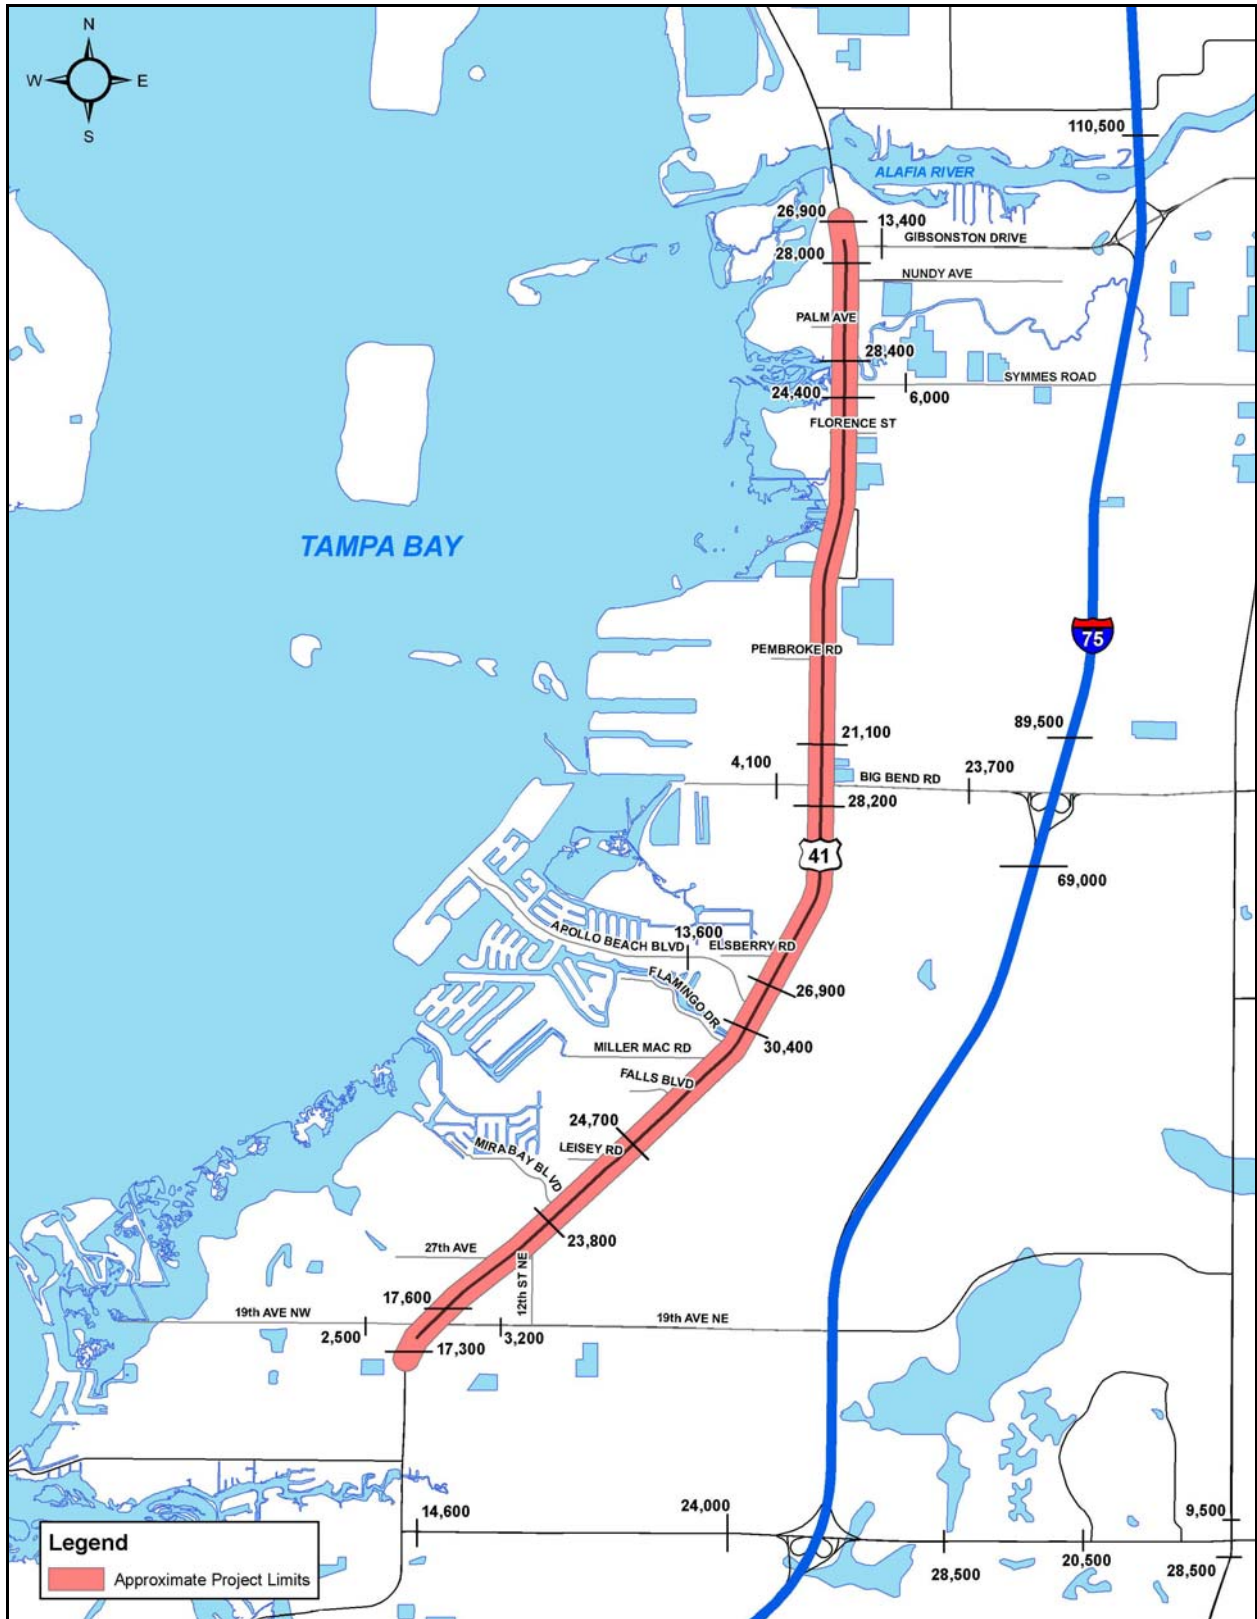 N
W E
S
110,500
ALAFIA RIVER
26,900
13,400
GIBSONSTON DRIVE
28,000
NUNDY AVE
PALM AVE
28,400
SYMMES ROAD
24,400
6,000
FLORENCE ST
TAMPA BAY
75
PEMBROKE RD
89,500
21,100
4,100
BIG BEND RD
23,700
28,200
41
69,000
APOLLO BEACH BLVD
13,600
ELSBERRY RD
FLAMINGO DR
26,900
30,400
MILLER MAC RD
FALLS BLVD
24,700
LEISEY RD
MIRABAY BLVD
23,800
27th AVE
12th ST NE
17,600
19th AVE NW
19th AVE NE
2,500
3,200
17,300
14,600
24,000
9,500
28,500
20,500
28,500
Legend
Approximate Project Limits